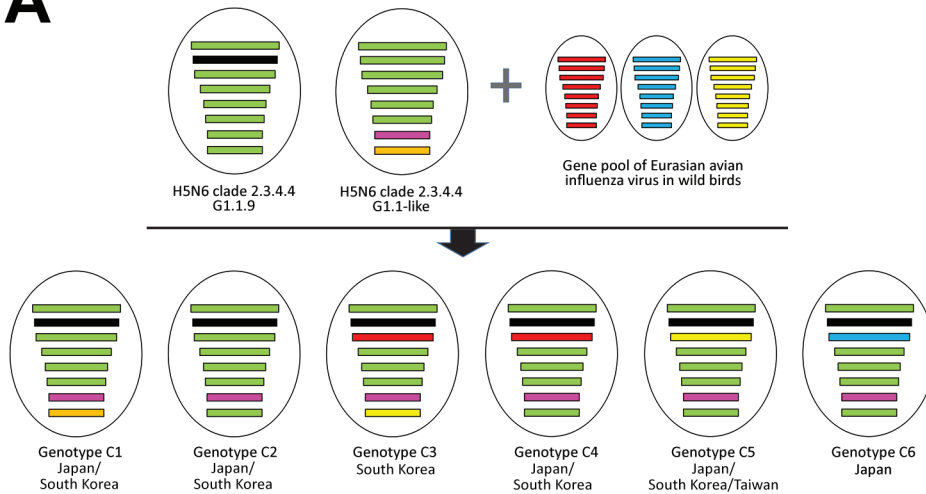 A
+
H5N6 clade 2.3.4.4
G1.1.9
H5N6 clade 2.3.4.4
G1.1-like
Gene pool of Eurasian avian
influenza virus in wild birds
Genotype C1
Japan/
South Korea
Genotype C2
Japan/
South Korea
Genotype C3
South Korea
Genotype C4
Japan/
South Korea
Genotype C5
Japan/
South Korea/Taiwan
Genotype C6
Japan